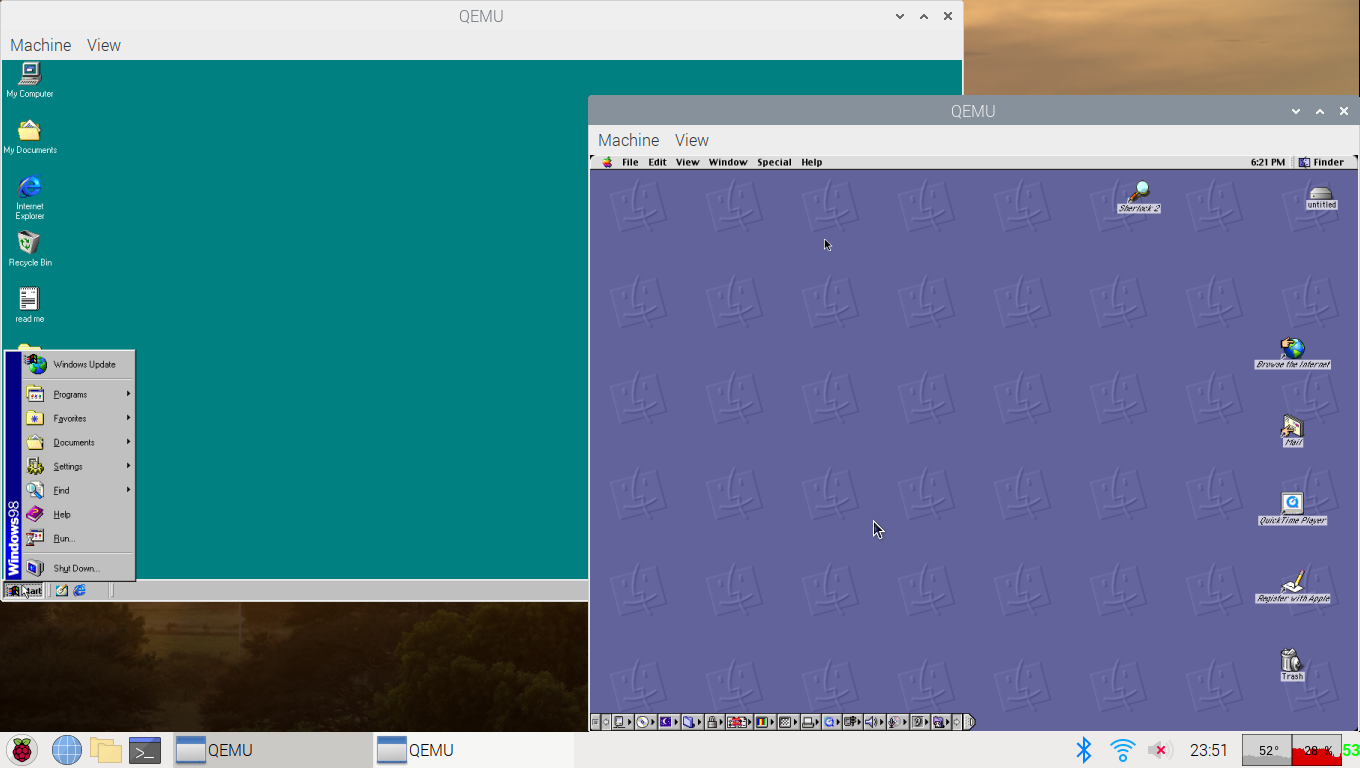 QEMU
Machine View
My Computer
My Documents
Internet
Explorer
Recycle Bin
read me
Windows Update
Programs
Favorites
Documents
Settings
Find
Help
Run...
Shut Down...
Windows98
QEMU
Machine View
File Edit View Window Special Help 6:21 PM Finder
Sherlock 2
untitled
Browse the Internet
Mail
QuickTime Player
Register with Apple
Trash
QEMU QEMU 23:51 52° 28 % 53